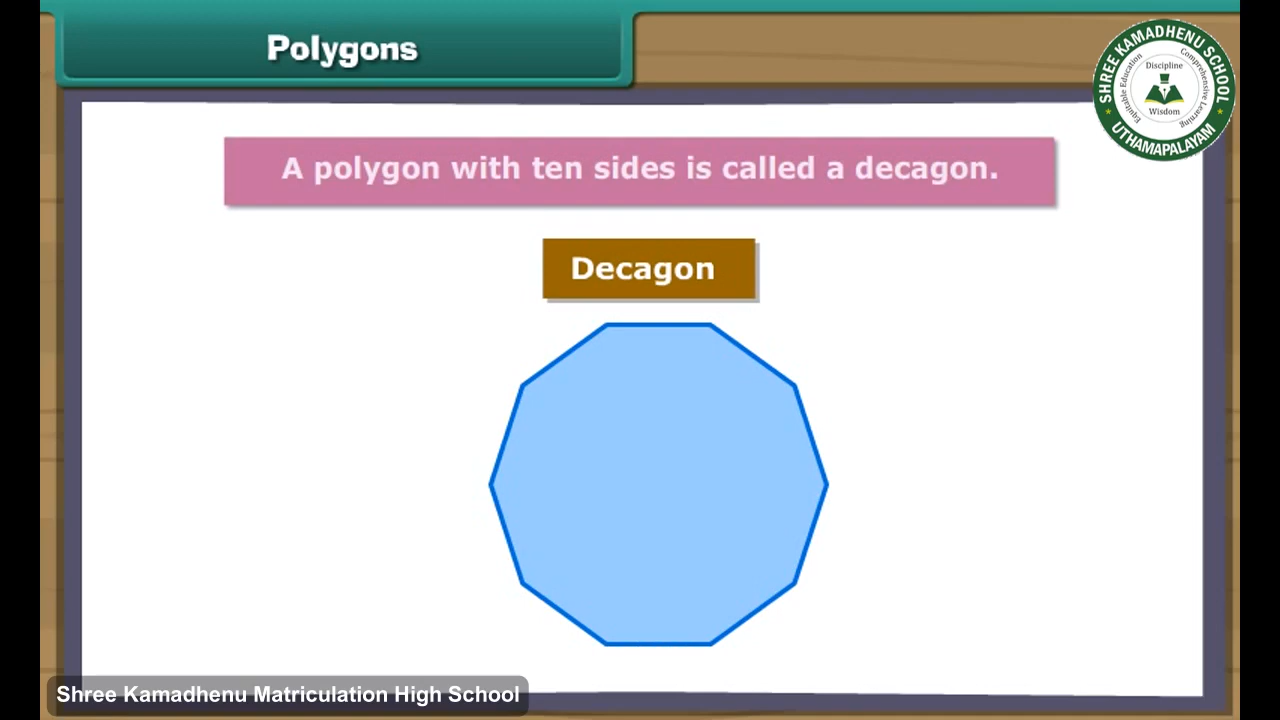 Polygons
SHREE KAMADHENU SCHOOL
Equitable Education
Discipline
Comprehensive Learning
Wisdom
UTHAMAPALAYAM
A polygon with ten sides is called a decagon.
Decagon
Shree Kamadhenu Matriculation High School